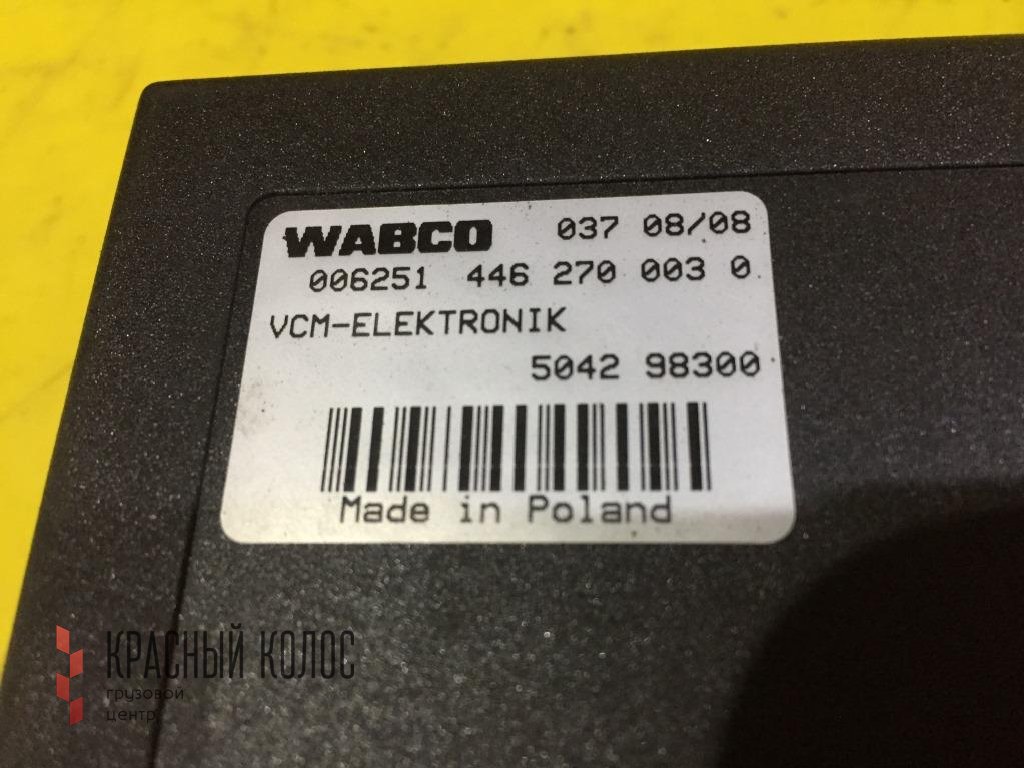 WABCO 037 08/08
006251 446 270 003 0
VCM-ELEKTRONIK
5042 98300
Made in Poland
КРАСНЫЙ КОЛОС
грузовой
центр